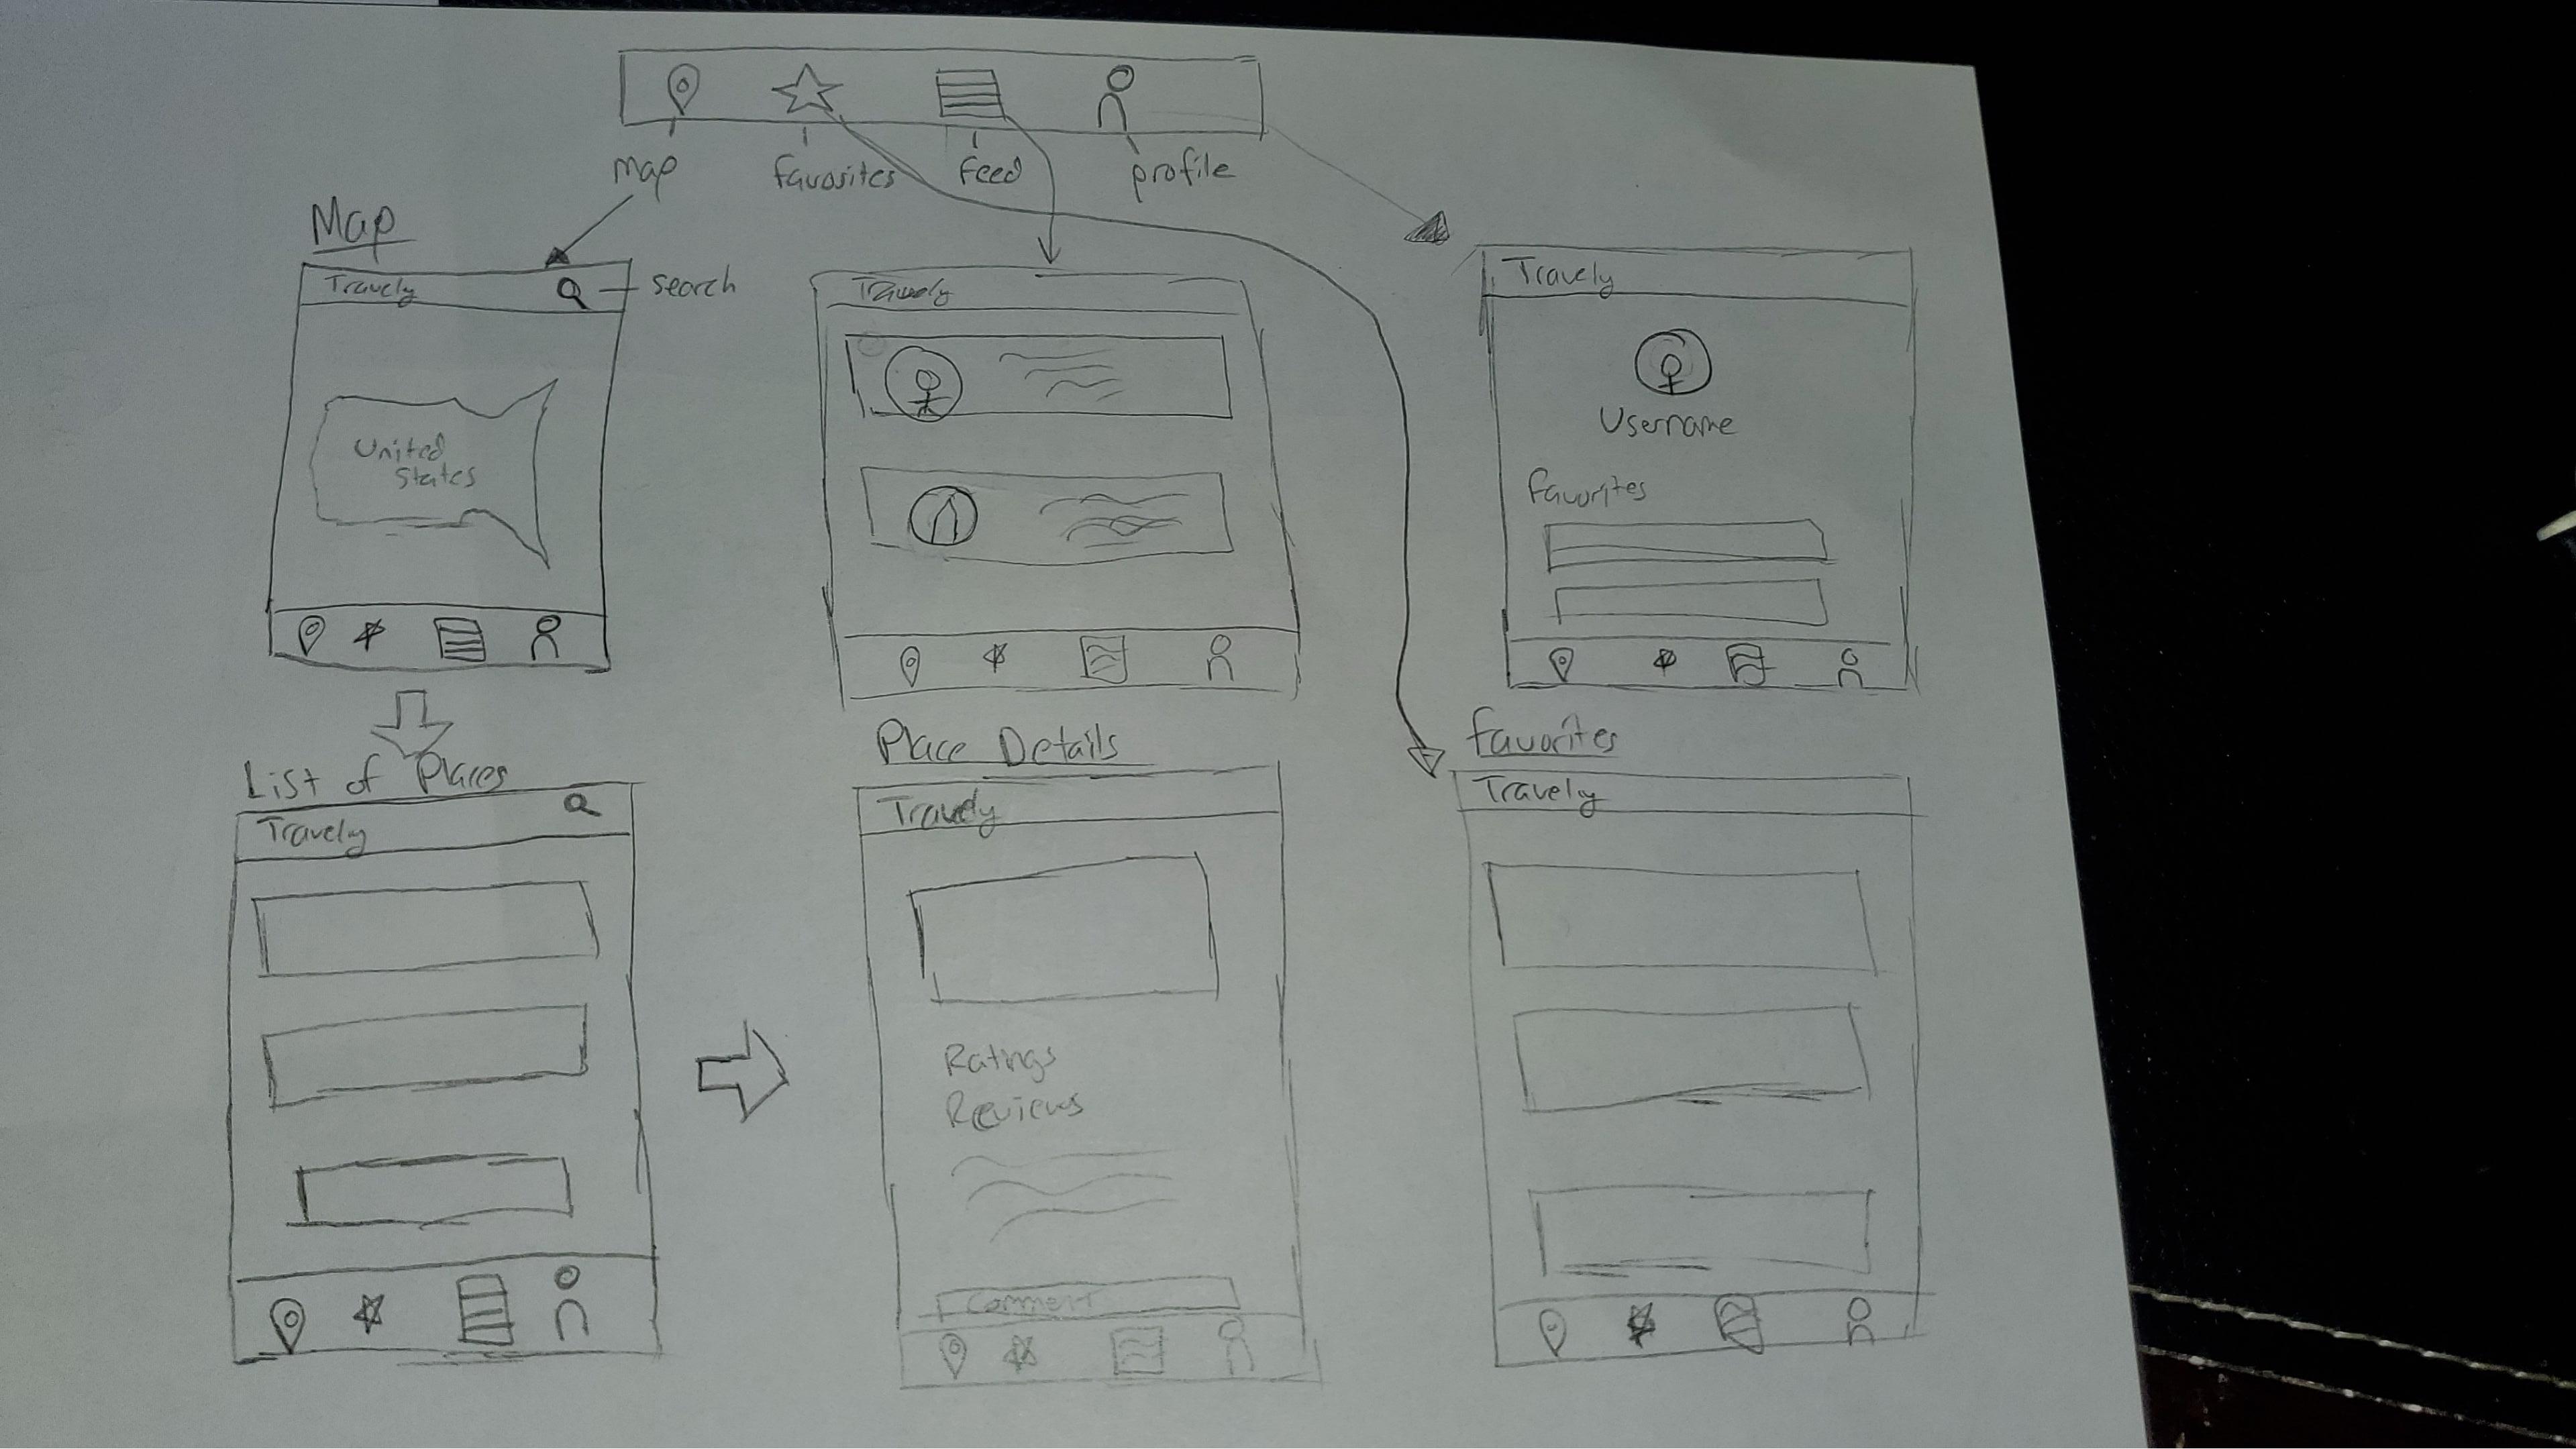 map
favorites
feed
profile
Map
Travely
search
United
States
Travely
Travely
Username
Favorites
List of Places
Travely
Place Details
Travely
Ratings
Reviews
Comment
Favorites
Travely